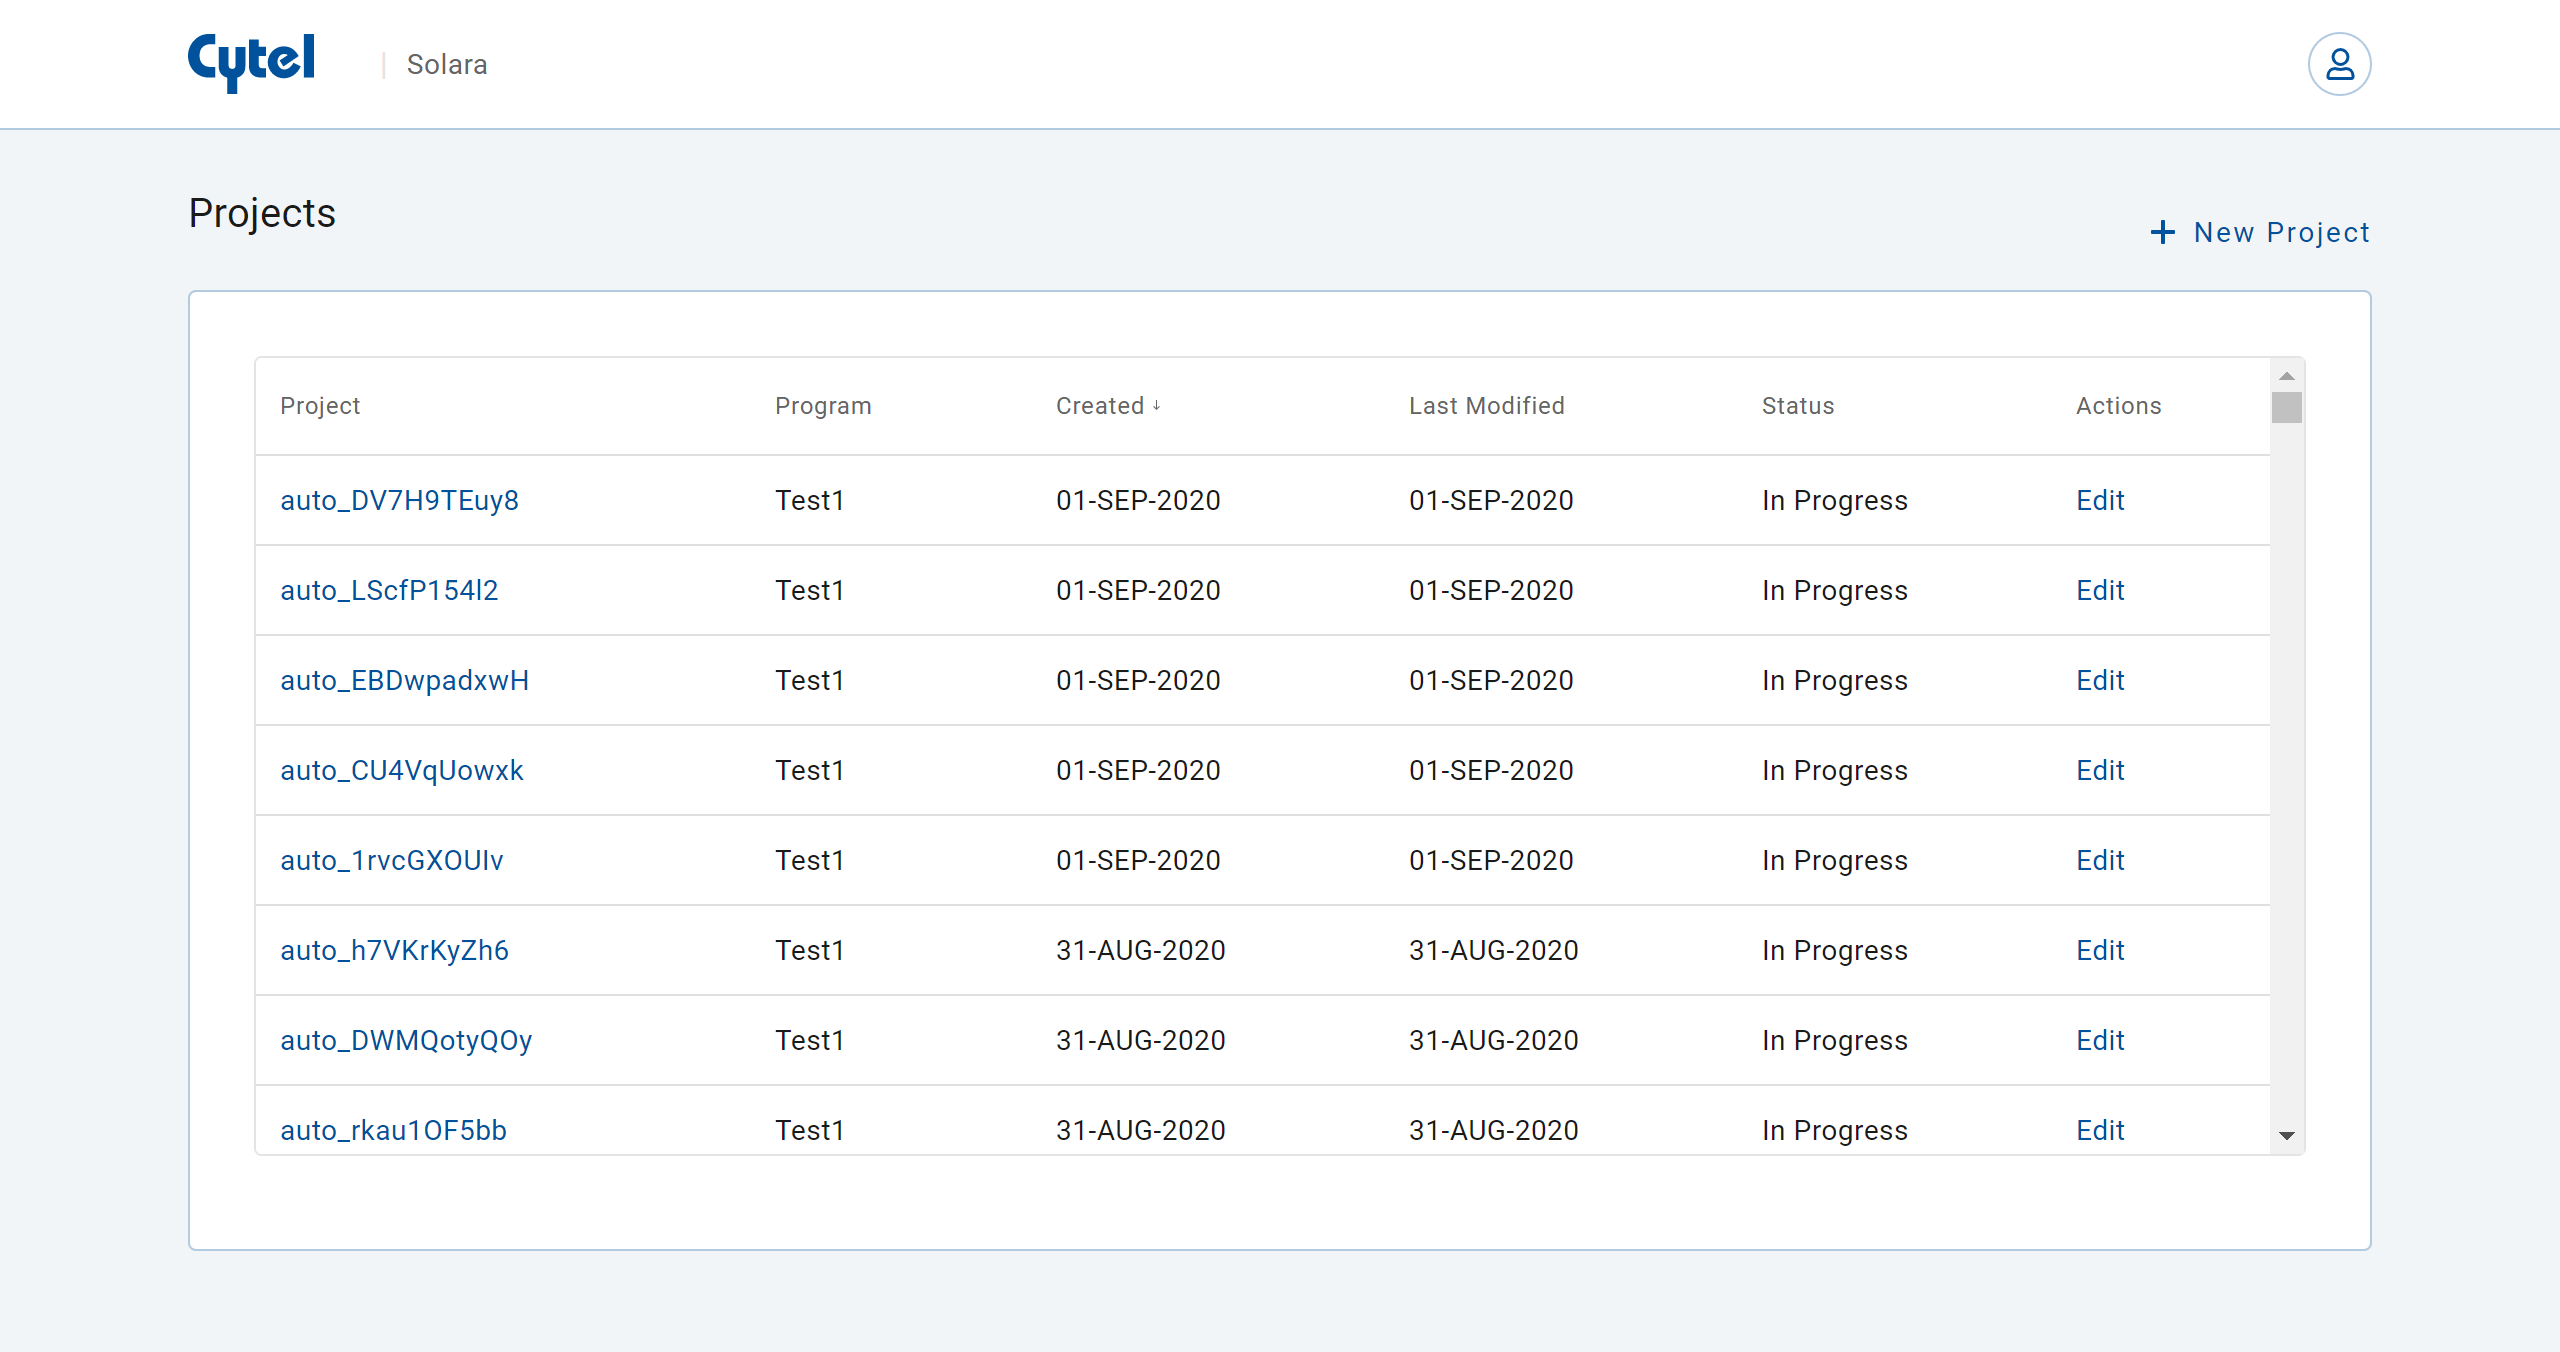 Cytel | Solara
Projects
+ New Project
Project Program Created ↓ Last Modified Status Actions
auto_DV7H9TEuy8 Test1 01-SEP-2020 01-SEP-2020 In Progress Edit
auto_LScfP154l2 Test1 01-SEP-2020 01-SEP-2020 In Progress Edit
auto_EBDwpadxwH Test1 01-SEP-2020 01-SEP-2020 In Progress Edit
auto_CU4VqUowxk Test1 01-SEP-2020 01-SEP-2020 In Progress Edit
auto_1rvcGXOUIv Test1 01-SEP-2020 01-SEP-2020 In Progress Edit
auto_h7VKrKyZh6 Test1 31-AUG-2020 31-AUG-2020 In Progress Edit
auto_DWMQotyQOy Test1 31-AUG-2020 31-AUG-2020 In Progress Edit
auto_rkau1OF5bb Test1 31-AUG-2020 31-AUG-2020 In Progress Edit